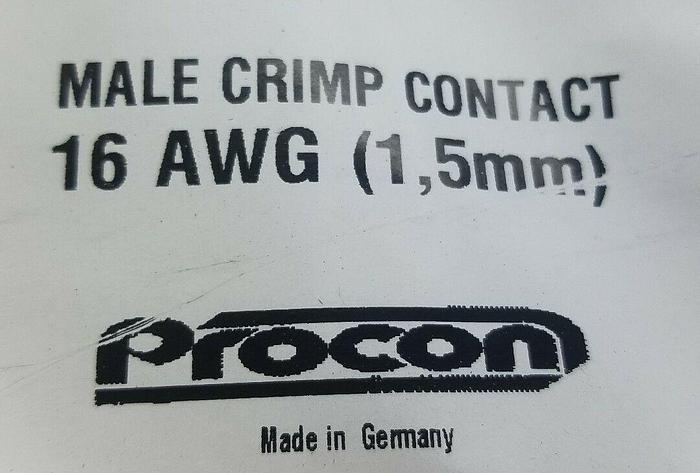 MALE CRIMP CONTACT
16 AWG (1,5mm)
Procon
Made in Germany